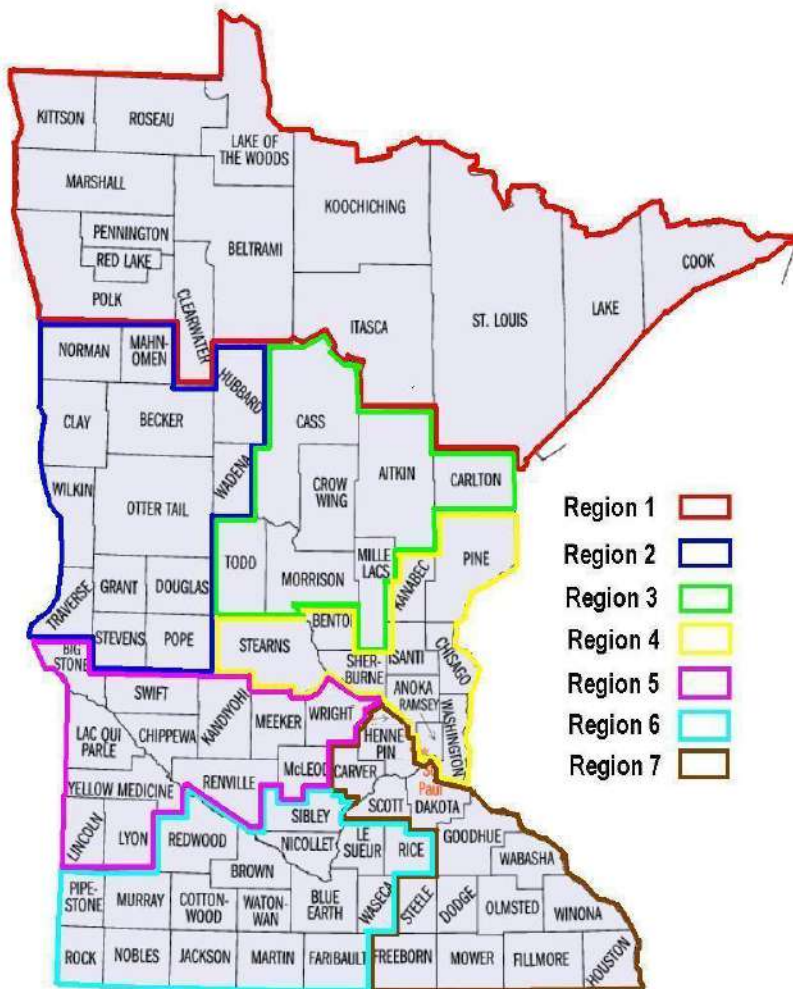 KITTSON
ROSEAU
LAKE OF
THE WOODS
MARSHALL
KOOCHICHING
PENNINGTON
BELTRAMI
RED LAKE
COOK
POLK
CLEARWATER
ITASCA
ST. LOUIS
LAKE
NORMAN
MAHN-
OMEN
HUBBARD
CLAY
BECKER
CASS
WADENA
AITKIN
CARLTON
WILKIN
CROW
WING
OTTER TAIL
TODD
MILLE
LACS
PINE
MORRISON
KANABEC
GRANT
DOUGLAS
TRAVERSE
STEVENS
POPE
STEARNS
BENTO
SHER-
BURNE
ISANTI
CHISAGO
BIG
STONE
SWIFT
KANDIYOHI
MEEKER
WRIGHT
ANOKA
RAMSEY
WASHINGTON
LAC QUI
PARLE
CHIPPEWA
HENNE
PIN
YELLOW MEDICINE
RENVILLE
McLEOD
CARVER
St.
Paul
SCOTT
DAKOTA
LINCOLN
LYON
REDWOOD
SIBLEY
NICOLLET
LE
SUEUR
RICE
GOODHUE
WABASHA
BROWN
PIPE-
STONE
MURRAY
COTTON-
WOOD
WATON-
WAN
BLUE
EARTH
WASECA
STEELE
DODGE
OLMSTED
WINONA
ROCK
NOBLES
JACKSON
MARTIN
FARIBAULT
FREEBORN
MOWER
FILLMORE
HOUSTON
Region 1
Region 2
Region 3
Region 4
Region 5
Region 6
Region 7